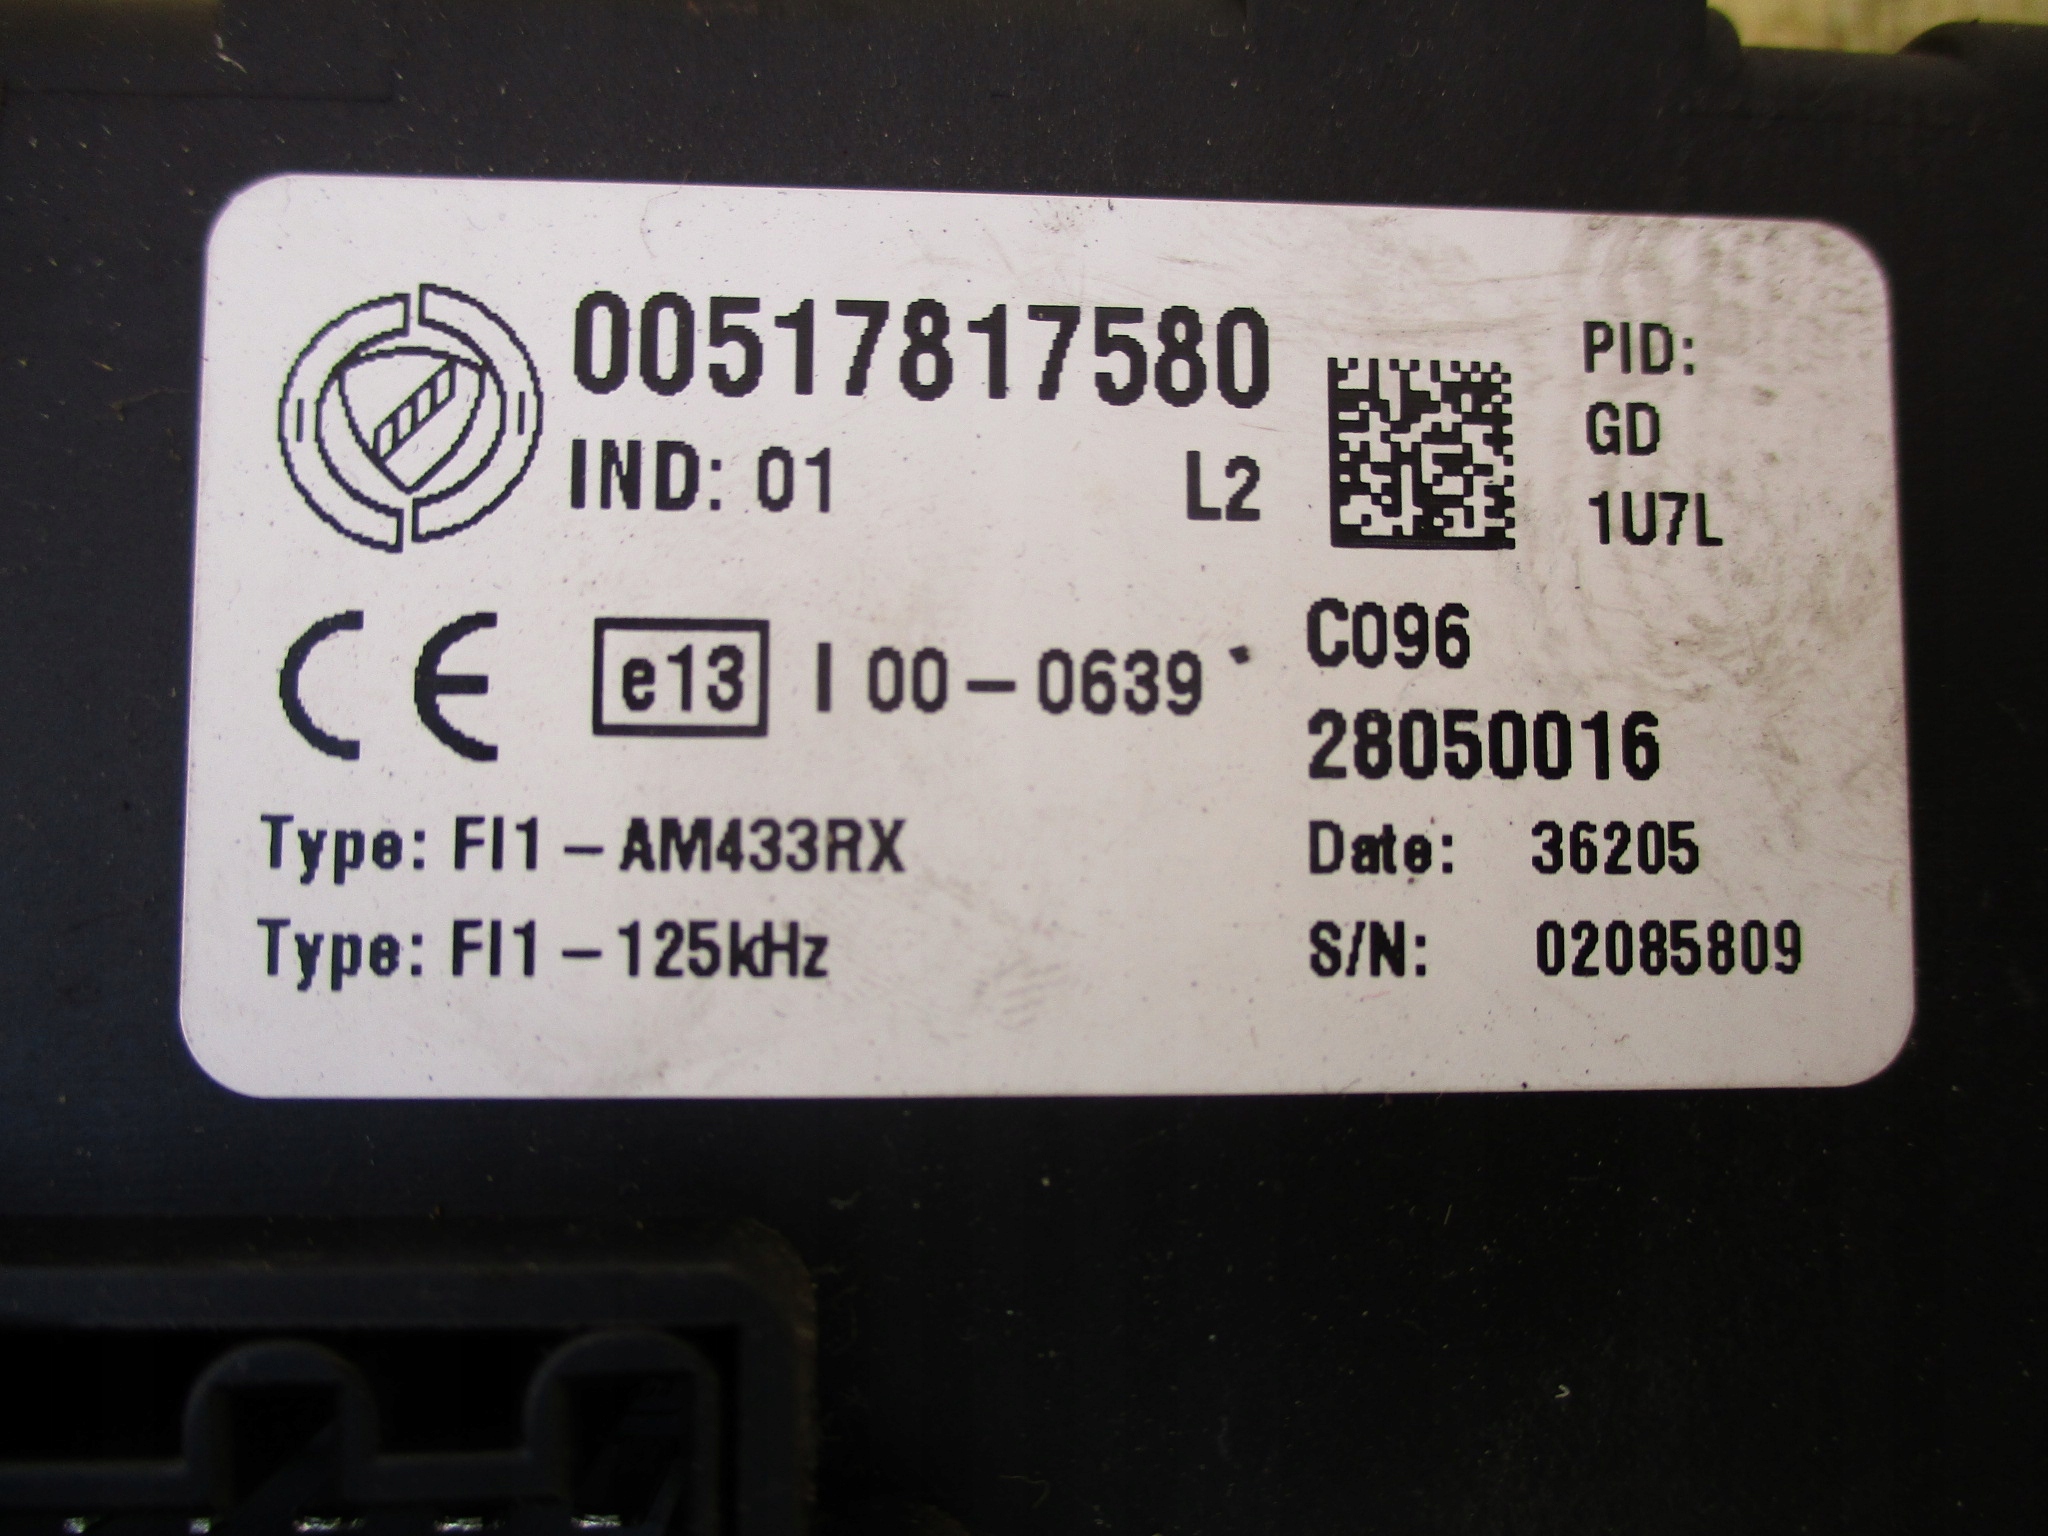 00517817580
IND: 01 L2
PID:
GD
1U7L
CE e13 I 00 - 0639
C096
28050016
Type: FI1 - AM433RX
Date: 36205
Type: FI1 - 125kHz
S/N: 02085809